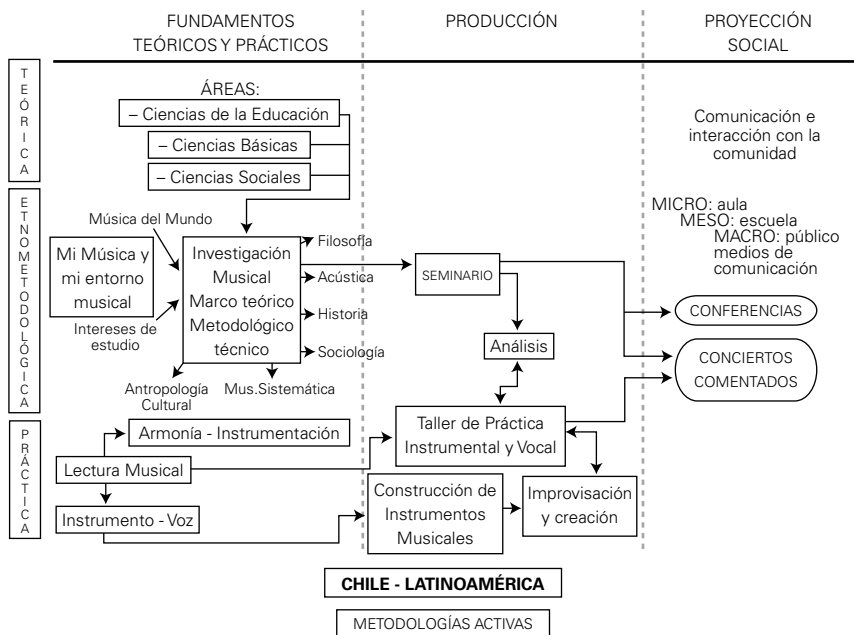 FUNDAMENTOS
TEÓRICOS Y PRÁCTICOS
PRODUCCIÓN
PROYECCIÓN
SOCIAL
TEÓRICA
ÁREAS:
– Ciencias de la Educación
– Ciencias Básicas
– Ciencias Sociales
Comunicación e
interacción con la
comunidad
ETNOMETODOLÓGICA
Música del Mundo
Mi Música y
mi entorno
musical
Intereses de
estudio
Investigación
Musical
Marco teórico
Metodológico
técnico
Filosofía
Acústica
Historia
Sociología
Antropología
Cultural
Mus.Sistemática
SEMINARIO
Análisis
MICRO: aula
MESO: escuela
MACRO: público
medios de
comunicación
CONFERENCIAS
CONCIERTOS
COMENTADOS
PRÁCTICA
Armonía - Instrumentación
Lectura Musical
Instrumento - Voz
Taller de Práctica
Instrumental y Vocal
Construcción de
Instrumentos
Musicales
Improvisación
y creación
CHILE - LATINOAMÉRICA
METODOLOGÍAS ACTIVAS